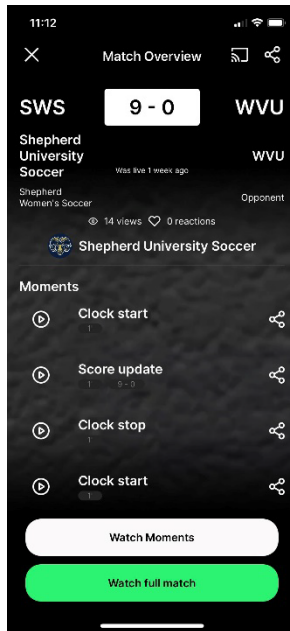 11:12
Match Overview
SWS 9 - 0 WVU
Shepherd
University
Soccer
Was live 1 week ago
WVU
Shepherd
Women's Soccer
Opponent
14 views 0 reactions
Shepherd University Soccer
Moments
Clock start
1
Score update
1 9 - 0
Clock stop
1
Clock start
1
Watch Moments
Watch full match